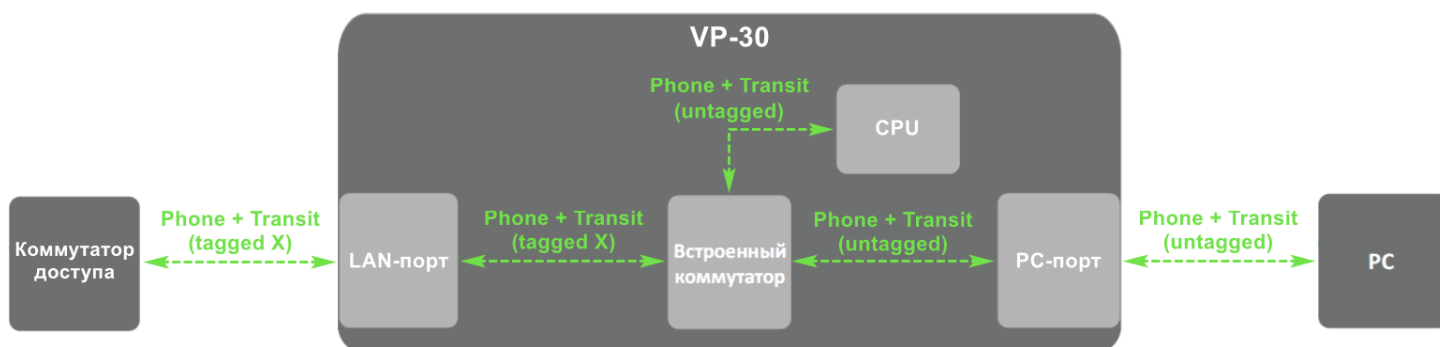 VP-30
Phone + Transit
(untagged)
CPU
Коммутатор
доступа
Phone + Transit
(tagged X)
LAN-порт
Phone + Transit
(tagged X)
Встроенный
коммутатор
Phone + Transit
(untagged)
PC-порт
Phone + Transit
(untagged)
PC